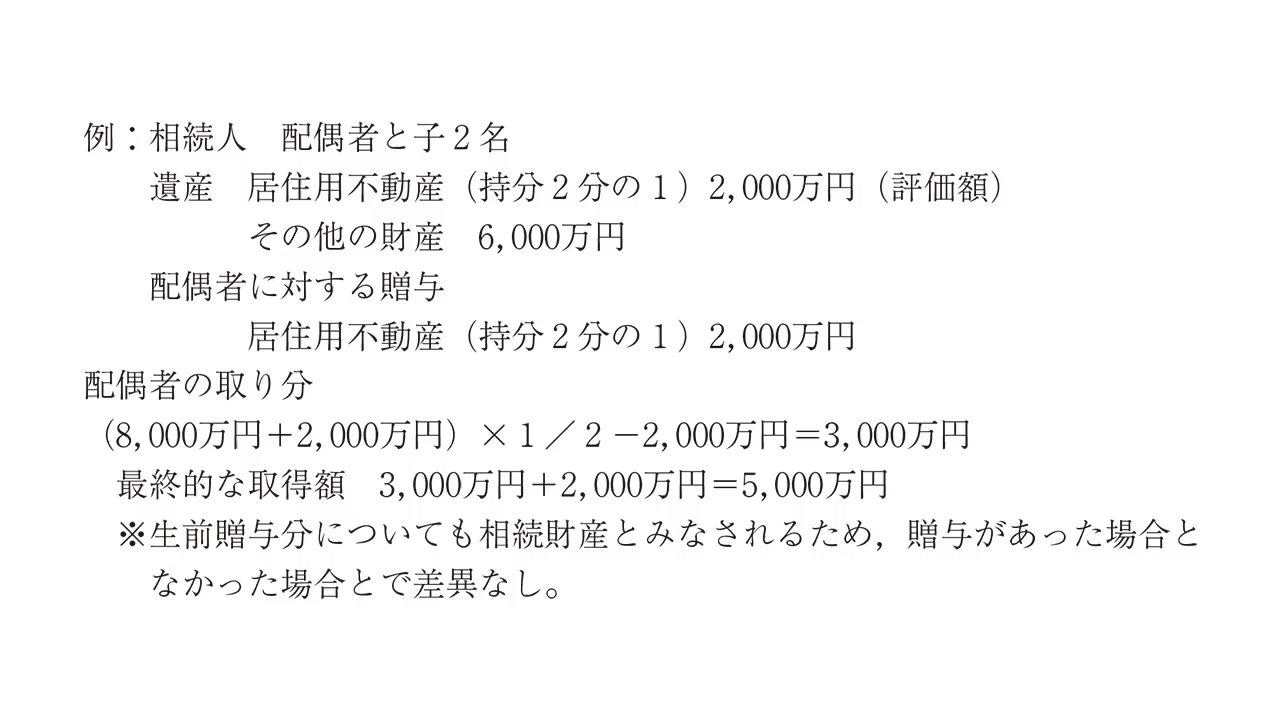 例：相続人　配偶者と子２名
遺産　居住用不動産（持分２分の１）2,000万円（評価額）
その他の財産　6,000万円
配偶者に対する贈与
居住用不動産（持分２分の１）2,000万円
配偶者の取り分
（8,000万円＋2,000万円）×１／２－2,000万円＝3,000万円
最終的な取得額　3,000万円＋2,000万円＝5,000万円
※生前贈与分についても相続財産とみなされるため，贈与があった場合と
なかった場合とで差異なし。